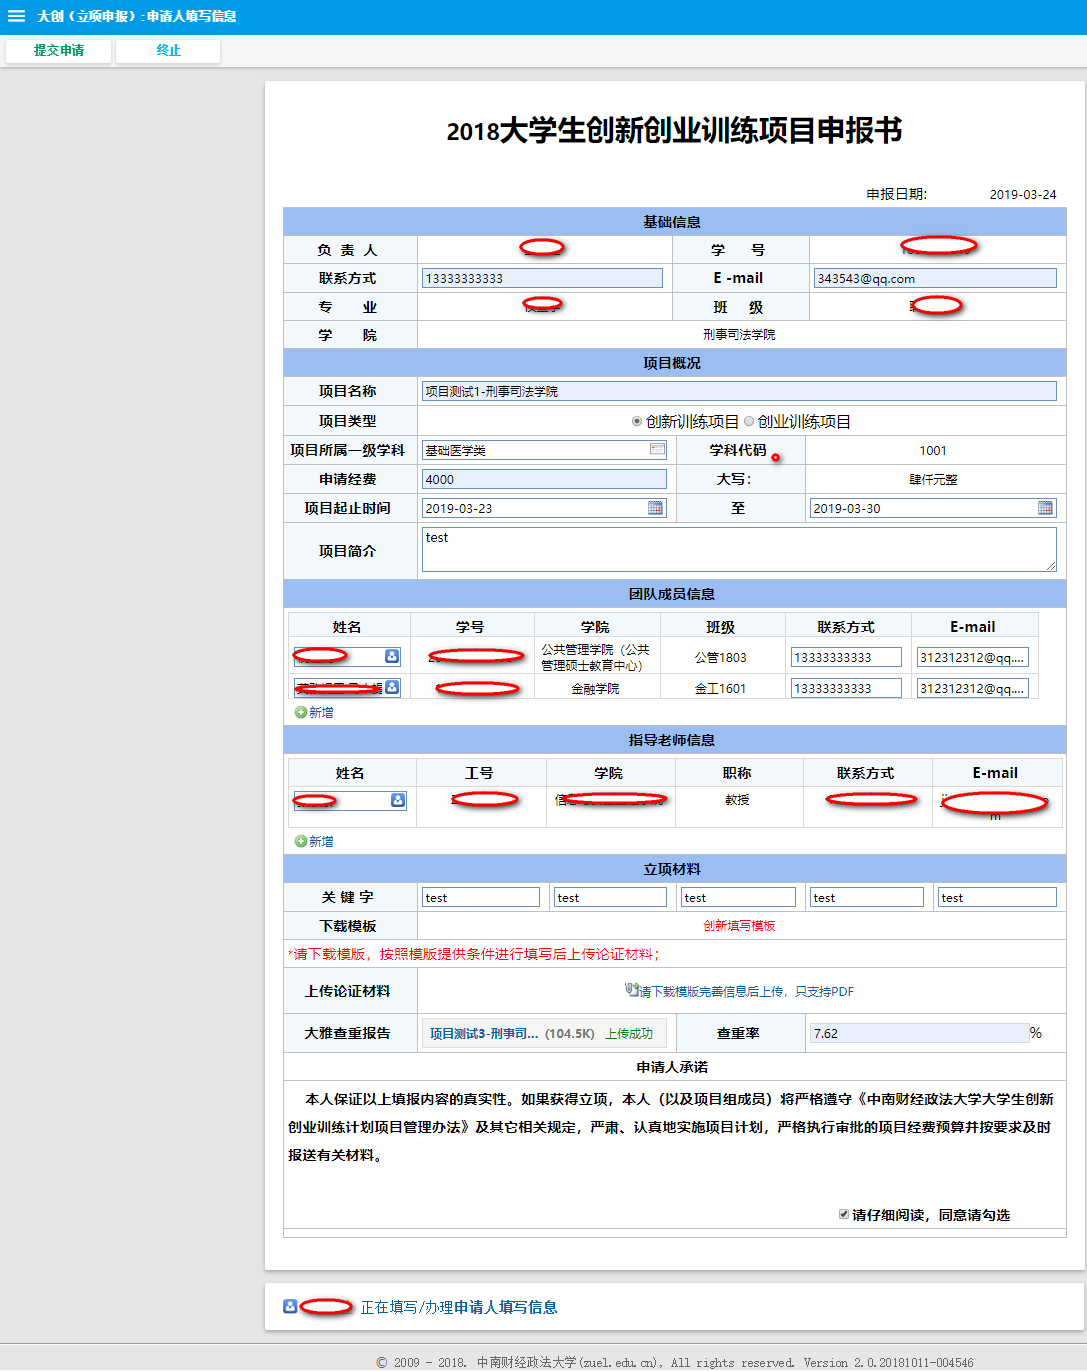 大创（立项申报）: 申请人填写信息
提交申请 终止
2018大学生创新创业训练项目申报书
申报日期: 2019-03-24
基础信息
负 责 人 学 号
联系方式 13333333333 E -mail 343543@qq.com
专 业 班 级
学 院 刑事司法学院
项目概况
项目名称 项目测试1-刑事司法学院
项目类型 创新训练项目 创业训练项目
项目所属一级学科 基础医学类 学科代码 1001
申请经费 4000 大写： 肆仟元整
项目起止时间 2019-03-23 至 2019-03-30
项目简介 test
团队成员信息
姓名 学号 学院 班级 联系方式 E-mail
公共管理学院（公共
管理硕士教育中心） 公管1803 13333333333 312312312@qq....
金融学院 金工1601 13333333333 312312312@qq....
新增
指导老师信息
姓名 工号 学院 职称 联系方式 E-mail
教授
m
新增
立项材料
关 键 字 test test test test test
下载模板 创新填写模板
*请下载模版，按照模版提供条件进行填写后上传论证材料；
上传论证材料 请下载模版完善信息后上传，只支持PDF
大雅查重报告 项目测试3-刑事司... (104.5K) 上传成功 查重率 7.62 %
申请人承诺
本人保证以上填报内容的真实性。如果获得立项，本人（以及项目组成员）将严格遵守《中南财经政法大学大学生创新
创业训练计划项目管理办法》及其它相关规定，严肃、认真地实施项目计划，严格执行审批的项目经费预算并按要求及时
报送有关材料。
请仔细阅读，同意请勾选
正在填写/办理申请人填写信息
© 2009 - 2018. 中南财经政法大学(zuel.edu.cn), All rights reserved. Version 2.0.20181011-004546